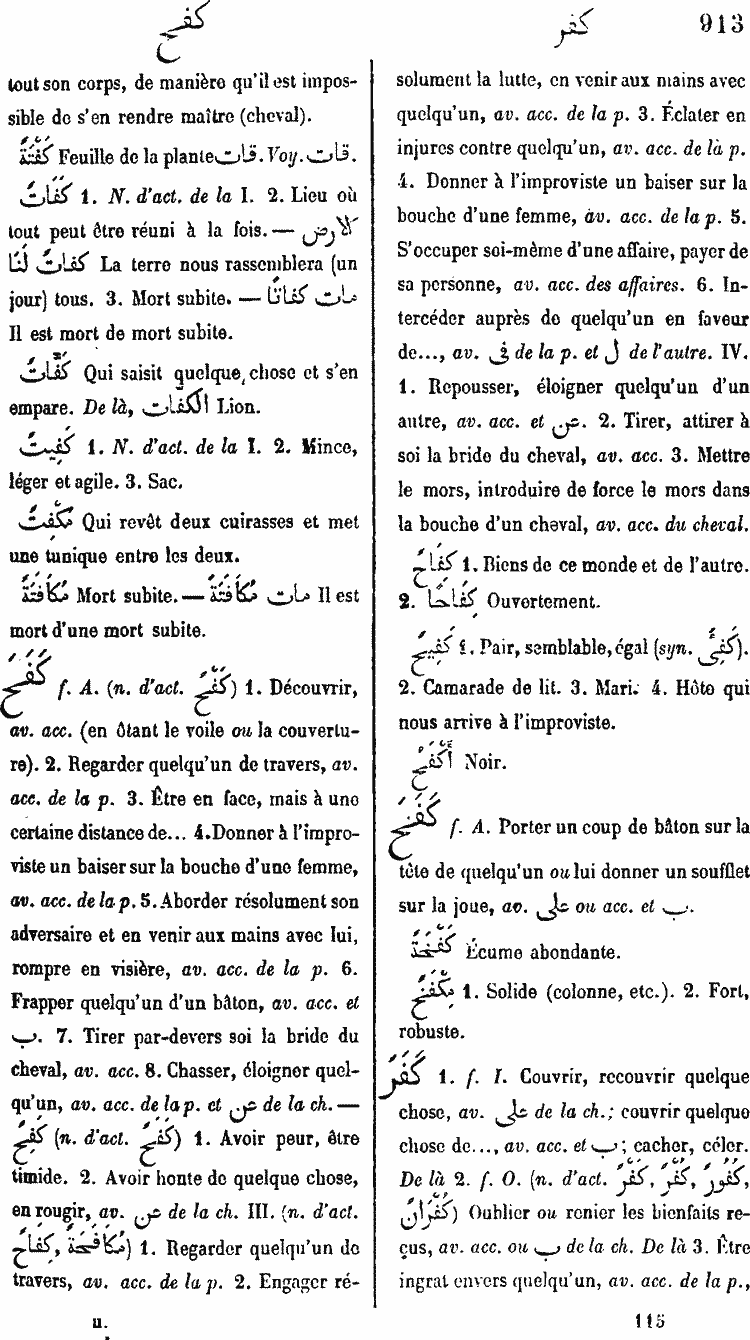 كفح
كفر
913
tout son corps, de manière qu'il est impos-
sible de s'en rendre maître (cheval).
كَفْتَةٌ Feuille de la plante قات. Voy. قات.
كِفَاتٌ 1. N. d'act. de la I. 2. Lieu où
tout peut être réuni à la fois. — الارض
كفاتٌ لَنَا La terre nous rassemblera (un
jour) tous. 3. Mort subite. — مات كفاتًا
Il est mort de mort subite.
كَفَّاتٌ Qui saisit quelque chose et s'en
empare. De là, الكَفَّات Lion.
كَفِيتٌ 1. N. d'act. de la I. 2. Mince,
léger et agile. 3. Sac.
مُكْفِتٌ Qui revêt deux cuirasses et met
une tunique entre les deux.
مُكَافَتَةٌ Mort subite. — مات مُكَافَتَةً Il est
mort d'une mort subite.
كَفَحَ f. A. (n. d'act. كَفْحٌ) 1. Découvrir,
av. acc. (en ôtant le voile ou la couvertu-
re). 2. Regarder quelqu'un de travers, av.
acc. de la p. 3. Être en face, mais à une
certaine distance de... 4. Donner à l'impro-
viste un baiser sur la bouche d'une femme,
av. acc. de la p. 5. Aborder résolument son
adversaire et en venir aux mains avec lui,
rompre en visière, av. acc. de la p. 6.
Frapper quelqu'un d'un bâton, av. acc. et
ب. 7. Tirer par-devers soi la bride du
cheval, av. acc. 8. Chasser, éloigner quel-
qu'un, av. acc. de la p. et عن de la ch. —
كَفِحَ (n. d'act. كَفَحٌ) 1. Avoir peur, être
timide. 2. Avoir honte de quelque chose,
en rougir, av. عن de la ch. III. (n. d'act.
مُكَافَحَةٌ, كِفَاحٌ) 1. Regarder quelqu'un de
travers, av. acc. de la p. 2. Engager ré-
II.
solument la lutte, en venir aux mains avec
quelqu'un, av. acc. de la p. 3. Éclater en
injures contre quelqu'un, av. acc. de la p.
4. Donner à l'improviste un baiser sur la
bouche d'une femme, av. acc. de la p. 5.
S'occuper soi-même d'une affaire, payer de
sa personne, av. acc. des affaires. 6. In-
tercéder auprès de quelqu'un en faveur
de..., av. فى de la p. et ل de l'autre. IV.
1. Repousser, éloigner quelqu'un d'un
autre, av. acc. et عن. 2. Tirer, attirer à
soi la bride du cheval, av. acc. 3. Mettre
le mors, introduire de force le mors dans
la bouche d'un cheval, av. acc. du cheval.
كِفَاحٌ 1. Biens de ce monde et de l'autre.
2. كِفَاحًا Ouvertement.
كَفِيحٌ 1. Pair, semblable, égal (syn. كَفِىٌّ).
2. Camarade de lit. 3. Mari. 4. Hôte qui
nous arrive à l'improviste.
أَكْفَحُ Noir.
كَفَخَ f. A. Porter un coup de bâton sur la
tête de quelqu'un ou lui donner un soufflet
sur la joue, av. على ou acc. et ب.
كَفْخَةٌ Écume abondante.
مِكْفَخٌ 1. Solide (colonne, etc.). 2. Fort,
robuste.
كَفَرَ 1. f. I. Couvrir, recouvrir quelque
chose, av. على de la ch.; couvrir quelque
chose de..., av. acc. et ب; cacher, céler.
De là 2. f. O. (n. d'act. كُفُورٌ, كُفْرٌ, كَفْرٌ,
كُفْرَانٌ) Oublier ou renier les bienfaits re-
çus, av. acc. ou ب de la ch. De là 3. Être
ingrat envers quelqu'un, av. acc. de la p.,
115